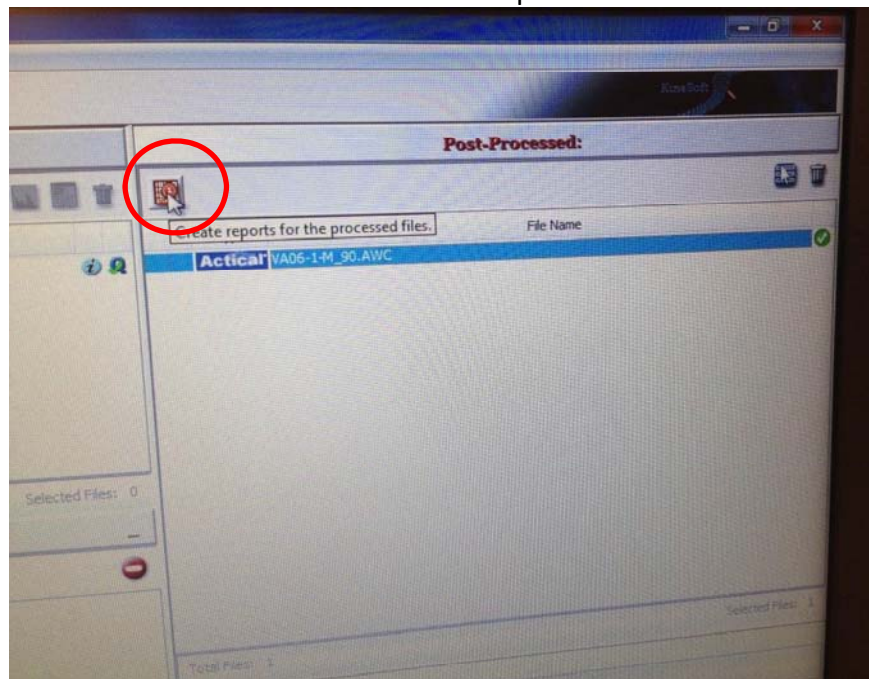 KineSoft
Post-Processed:
Create reports for the processed files.
File Name
Actical VA06-1-M_90.AWC
Selected Files: 0
Selected Files: 1
Total Files: 1